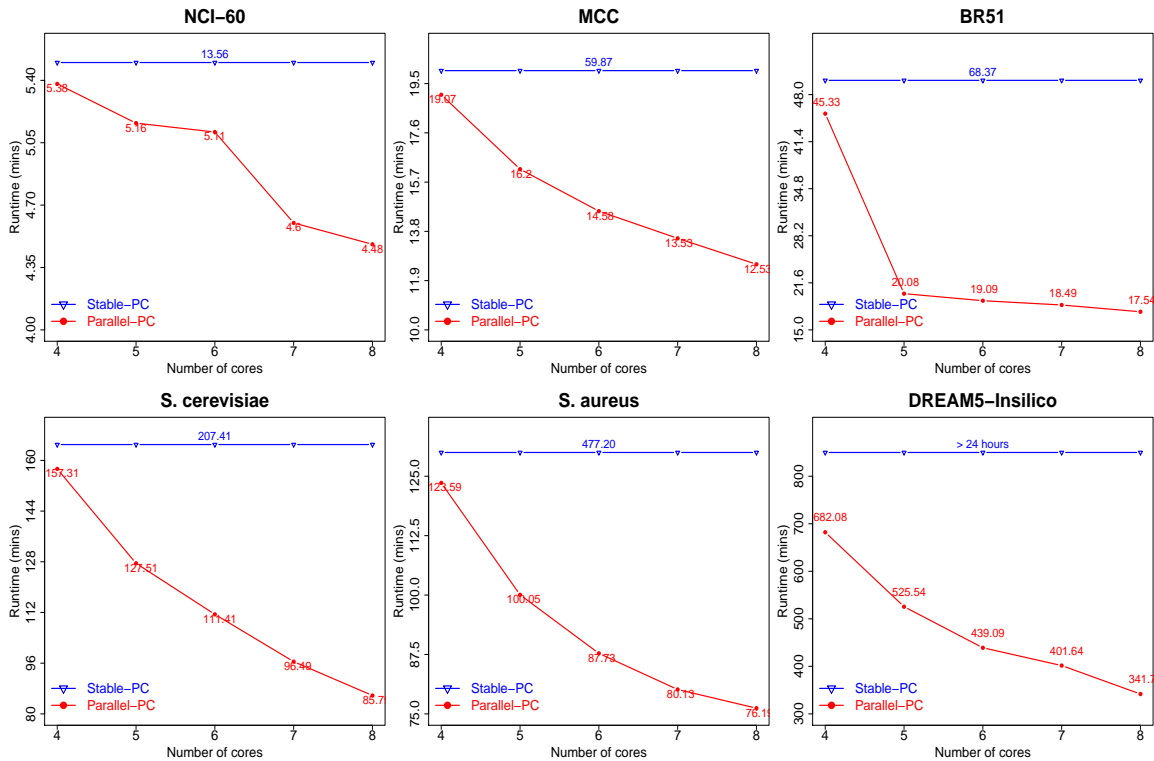 NCI−60
Runtime (mins)
5.40
5.05
4.70
4.35
4.00
13.56
5.38
5.16
5.11
4.6
4.48
Stable−PC
Parallel−PC
4 5 6 7 8
Number of cores
MCC
Runtime (mins)
19.5
17.6
15.7
13.8
11.9
10.0
59.87
19.07
16.2
14.58
13.53
12.53
Stable−PC
Parallel−PC
4 5 6 7 8
Number of cores
BR51
Runtime (mins)
48.0
41.4
34.8
28.2
21.6
15.0
68.37
45.33
20.08
19.09
18.49
17.54
Stable−PC
Parallel−PC
4 5 6 7 8
Number of cores
S. cerevisiae
Runtime (mins)
160
144
128
112
96
80
207.41
157.31
127.51
111.41
96.49
Stable−PC
Parallel−PC
4 5 6 7 8
Number of cores
S. aureus
Runtime (mins)
125.0
112.5
100.0
87.5
75.0
477.20
123.59
100.05
87.73
80.13
76.19
Stable−PC
Parallel−PC
4 5 6 7 8
Number of cores
DREAM5−Insilico
Runtime (mins)
800
700
600
500
400
300
> 24 hours
682.08
525.54
439.09
401.64
341.7
Stable−PC
Parallel−PC
4 5 6 7 8
Number of cores